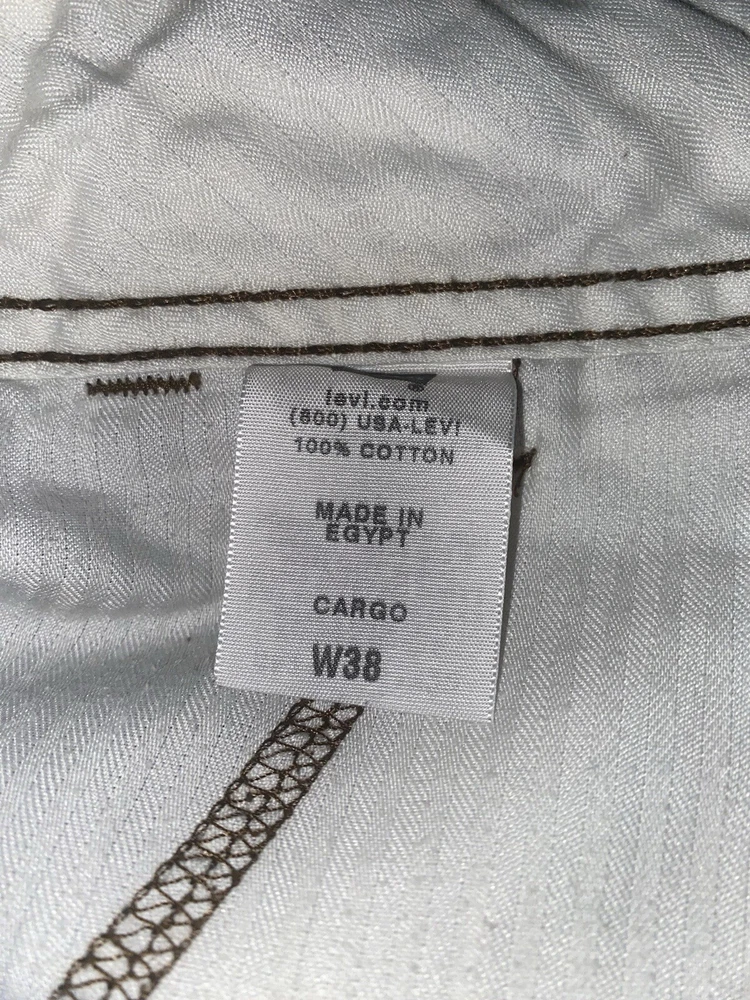 levi.com
(800) USA-LEVI
100% COTTON
MADE IN
EGYPT
CARGO
W38